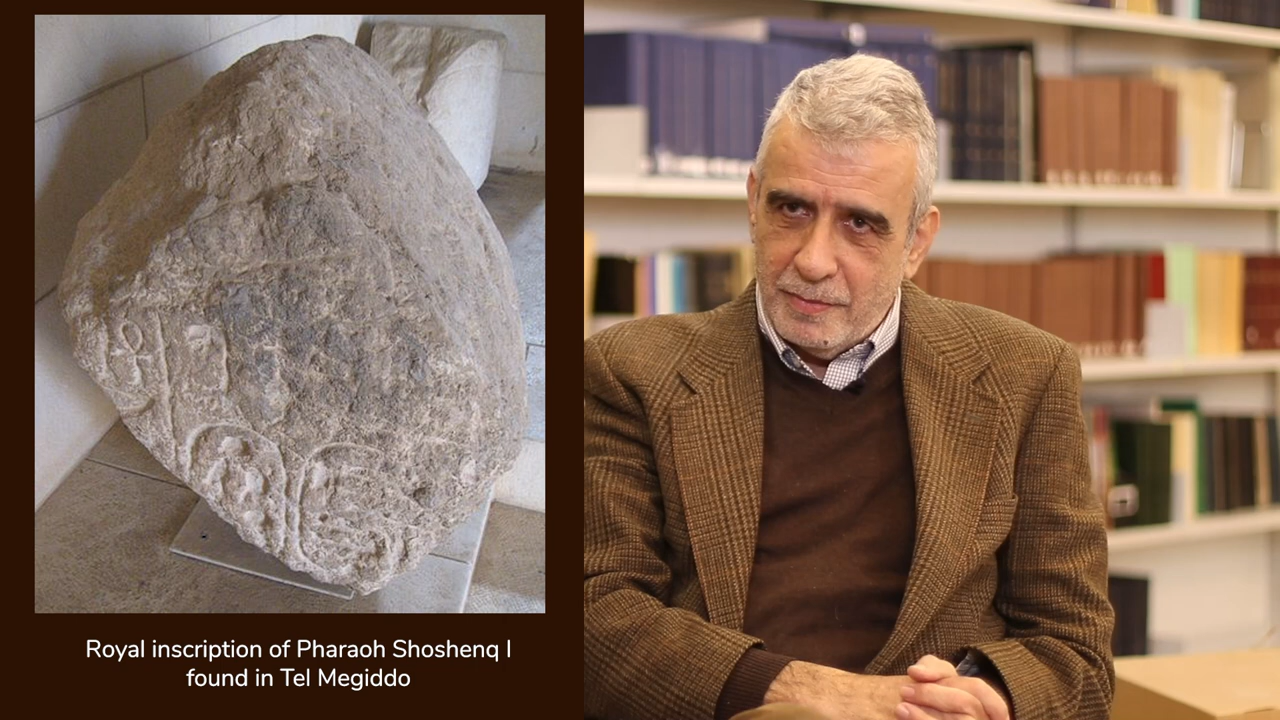 Royal inscription of Pharaoh Shoshenq I
found in Tel Megiddo